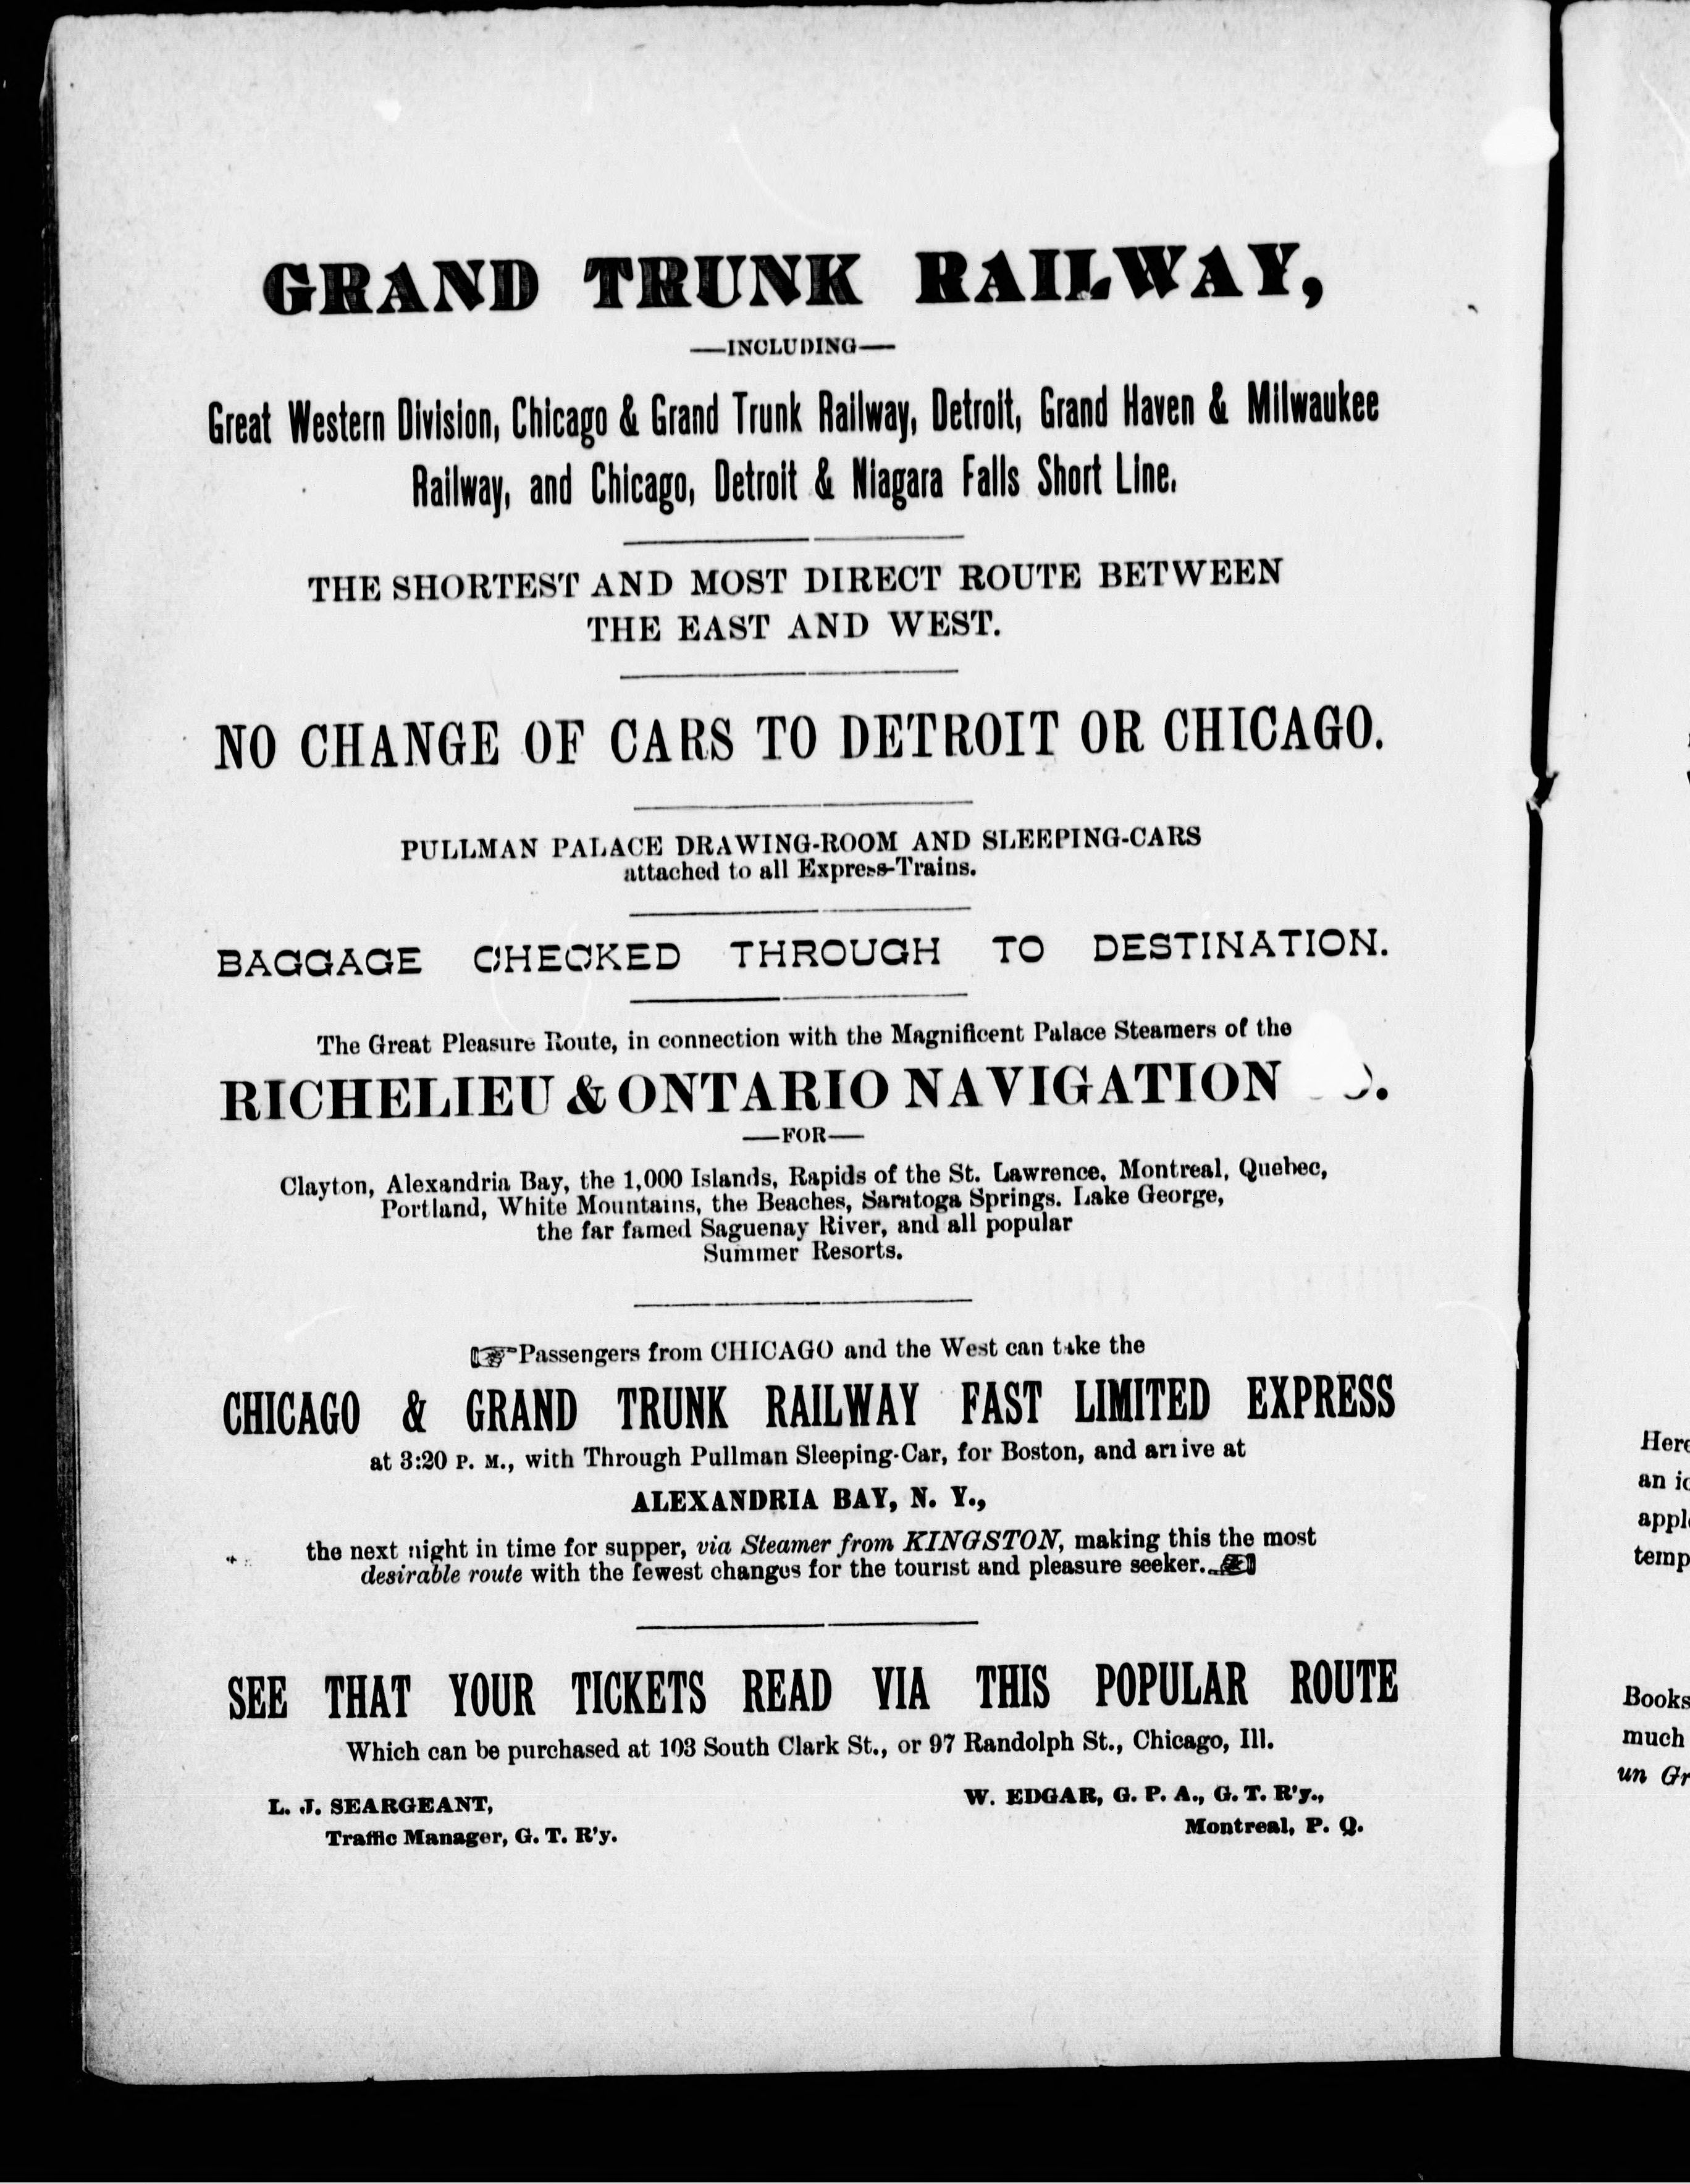 GRAND TRUNK RAILWAY,
—INCLUDING—
Great Western Division, Chicago & Grand Trunk Railway, Detroit, Grand Haven & Milwaukee
Railway, and Chicago, Detroit & Niagara Falls Short Line.
THE SHORTEST AND MOST DIRECT ROUTE BETWEEN
THE EAST AND WEST.
NO CHANGE OF CARS TO DETROIT OR CHICAGO.
PULLMAN PALACE DRAWING-ROOM AND SLEEPING-CARS
attached to all Express-Trains.
BAGGAGE CHECKED THROUGH TO DESTINATION.
The Great Pleasure Route, in connection with the Magnificent Palace Steamers of the
RICHELIEU & ONTARIO NAVIGATION
—FOR—
Clayton, Alexandria Bay, the 1,000 Islands, Rapids of the St. Lawrence, Montreal, Quebec,
Portland, White Mountains, the Beaches, Saratoga Springs. Lake George,
the far famed Saguenay River, and all popular
Summer Resorts.
☞Passengers from CHICAGO and the West can take the
CHICAGO & GRAND TRUNK RAILWAY FAST LIMITED EXPRESS
at 3:20 P. M., with Through Pullman Sleeping-Car, for Boston, and arrive at
ALEXANDRIA BAY, N. Y.,
the next night in time for supper, via Steamer from KINGSTON, making this the most
desirable route with the fewest changes for the tourist and pleasure seeker.☜
SEE THAT YOUR TICKETS READ VIA THIS POPULAR ROUTE
Which can be purchased at 103 South Clark St., or 97 Randolph St., Chicago, Ill.
L. J. SEARGEANT,
Traffic Manager, G. T. R'y.
W. EDGAR, G. P. A., G. T. R'y.,
Montreal, P. Q.
an
Books
much
un